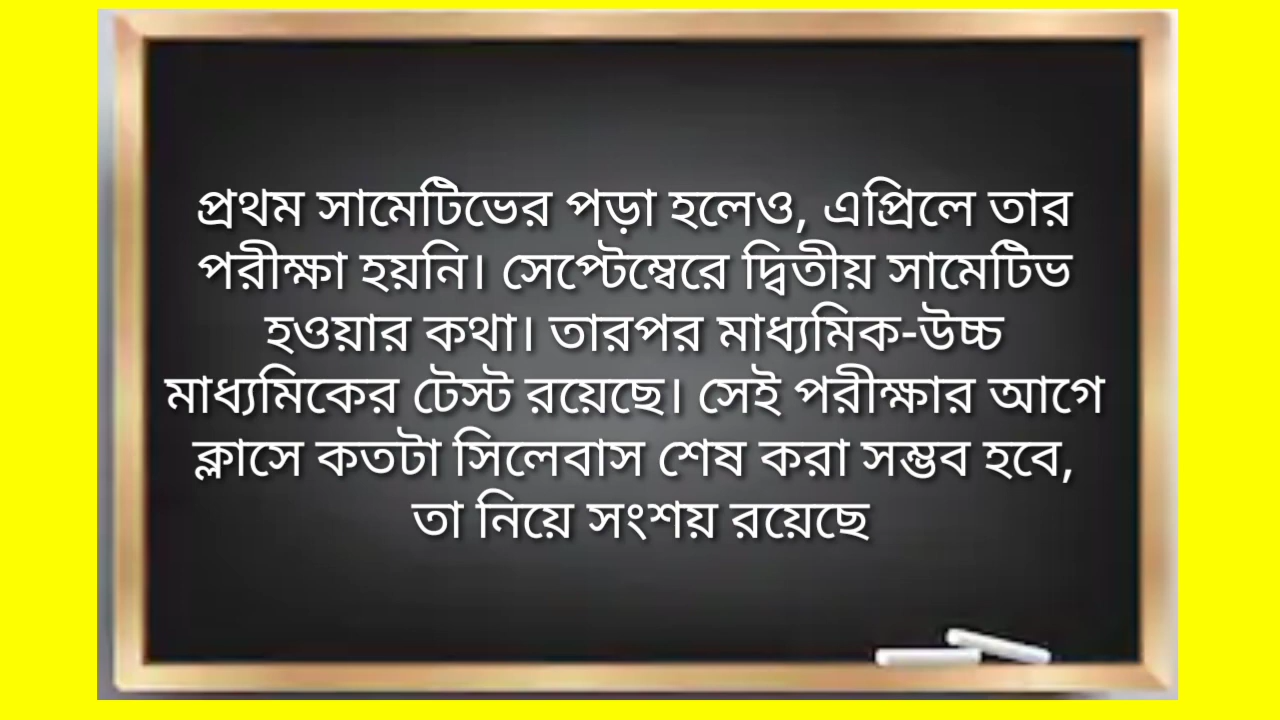 প্রথম সামেটিভের পড়া হলেও, এপ্রিলে তার
পরীক্ষা হয়নি। সেপ্টেম্বেরে দ্বিতীয় সামেটিভ
হওয়ার কথা। তারপর মাধ্যমিক-উচ্চ
মাধ্যমিকের টেস্ট রয়েছে। সেই পরীক্ষার আগে
ক্লাসে কতটা সিলেবাস শেষ করা সম্ভব হবে,
তা নিয়ে সংশয় রয়েছে